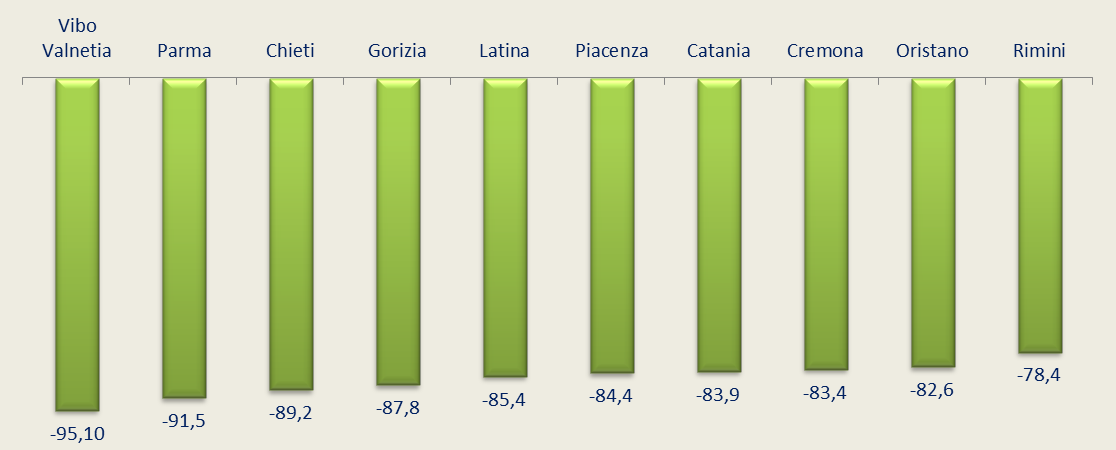 Vibo
Valnetia
Parma
Chieti
Gorizia
Latina
Piacenza
Catania
Cremona
Oristano
Rimini
-95,10
-91,5
-89,2
-87,8
-85,4
-84,4
-83,9
-83,4
-82,6
-78,4